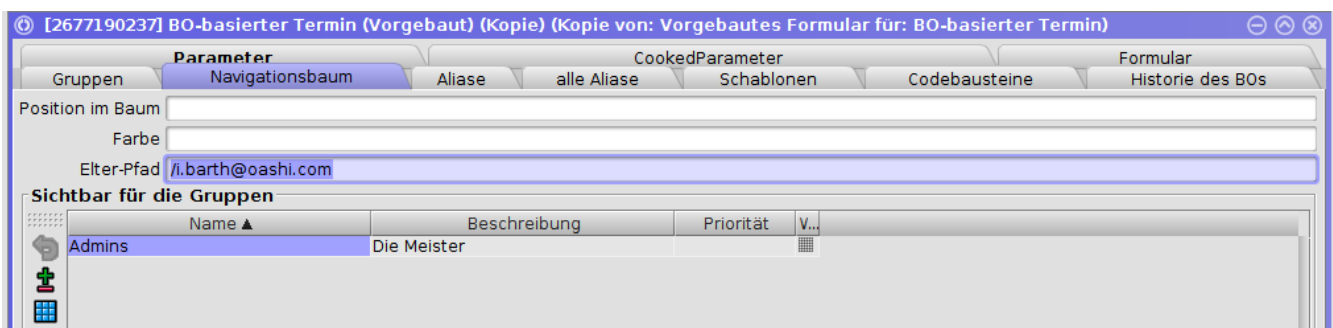 [2677190237] BO-basierter Termin (Vorgebaut) (Kopie) (Kopie von: Vorgebautes Formular für: BO-basierter Termin)
Parameter CookedParameter Formular
Gruppen Navigationsbaum Aliase alle Aliase Schablonen Codebausteine Historie des BOs
Position im Baum
Farbe
Elter-Pfad /i.barth@oashi.com
Sichtbar für die Gruppen
Name Beschreibung Priorität V...
Admins Die Meister